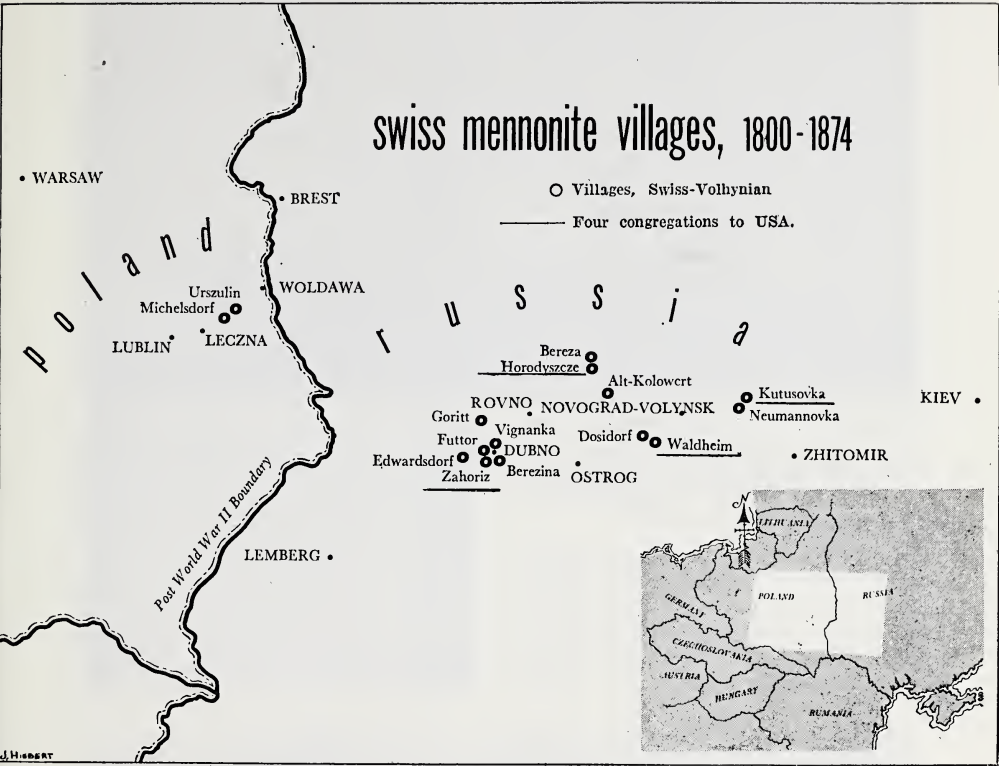 swiss mennonite villages, 1800-1874
Villages, Swiss-Volhynian
Four congregations to USA.
WARSAW
BREST
poland
WOLDAWA
Urszulin
Michelsdorf
LUBLIN
LECZNA
russia
Bereza
Horodyszcze
Alt-Kolowert
Kutusovka
KIEV
ROVNO
NOVOGRAD-VOLYNSK
Neumannovka
Goritt
Vignanka
Dosidorf
Futtor
DUBNO
Waldheim
Edwardsdorf
ZHITOMIR
Berezina
Zahoriz
OSTROG
Post World War II Boundary
LEMBERG
N
LITHUANIA
POLAND
RUSSIA
GERMANY
CZECHOSLOVAKIA
AUSTRIA
HUNGARY
RUMANIA
J. HIEBERT